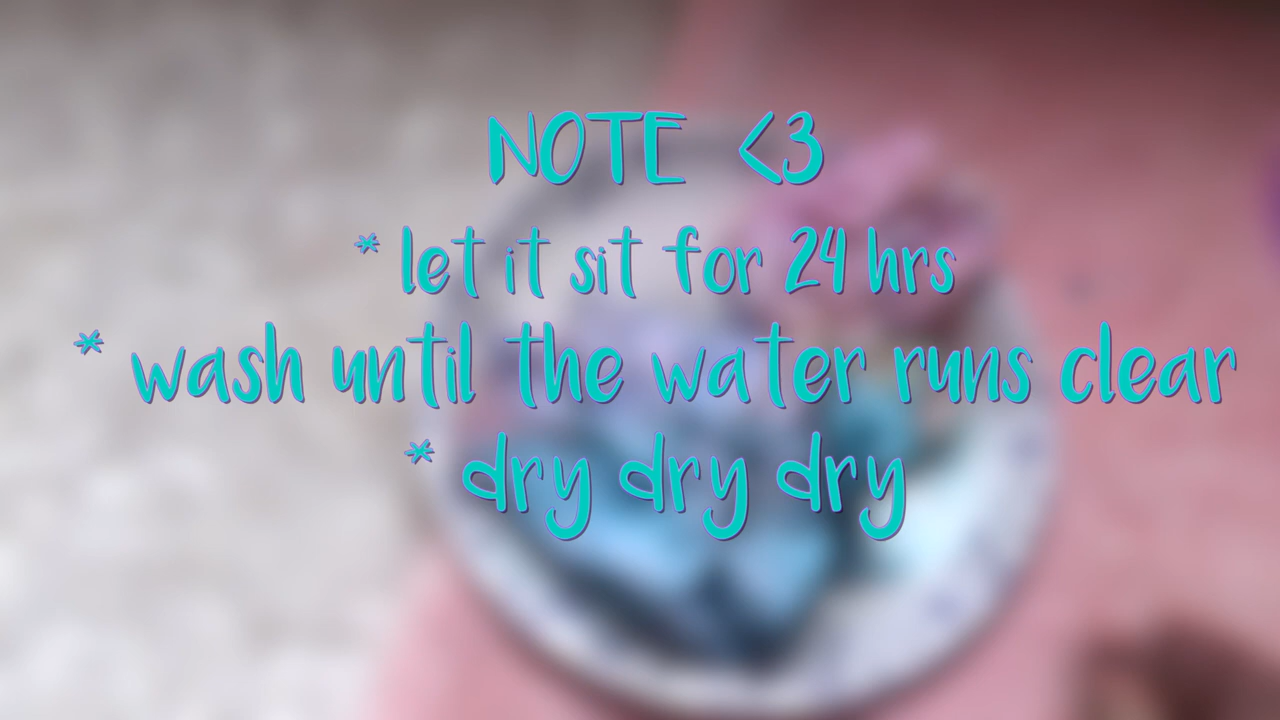 NOTE <3
* let it sit for 24 hrs
* wash until the water runs clear
* dry dry dry